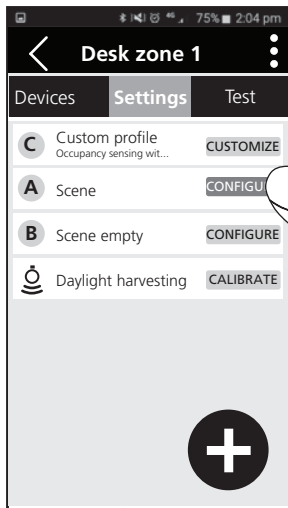 75% 2:04 pm
Desk zone 1
Devices Settings Test
C Custom profile CUSTOMIZE
Occupancy sensing wit...
A Scene CONFIGU
B Scene empty CONFIGURE
Daylight harvesting CALIBRATE